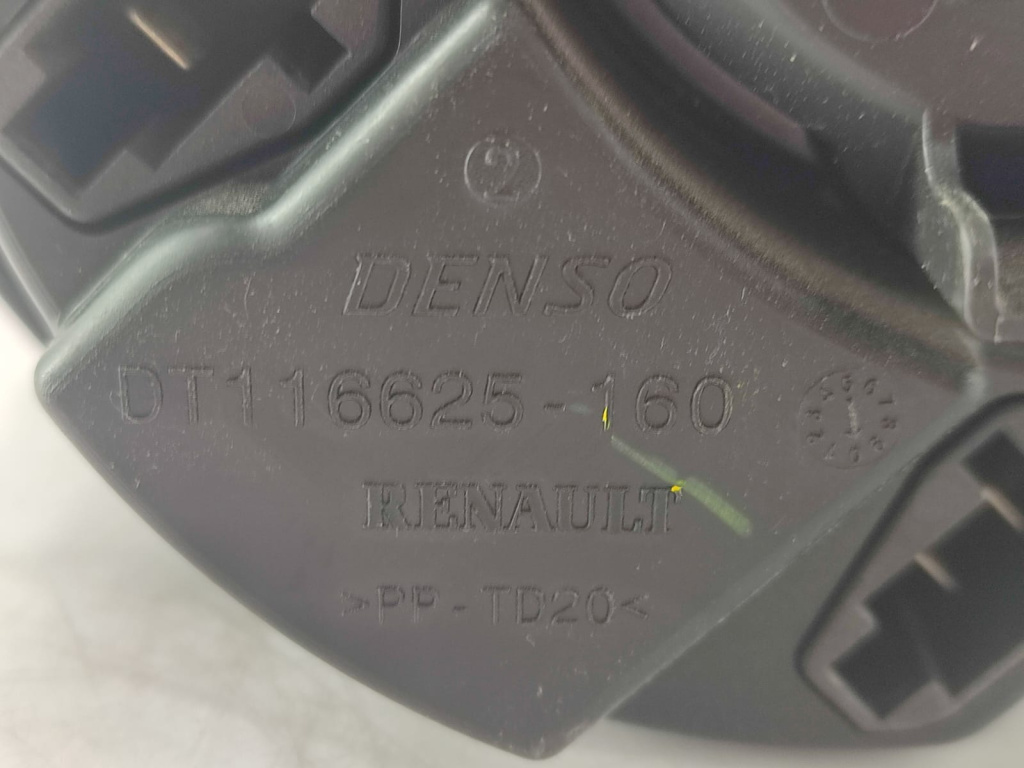 2
DENSO
DT116625-160
RENAULT
>PP-TD20<